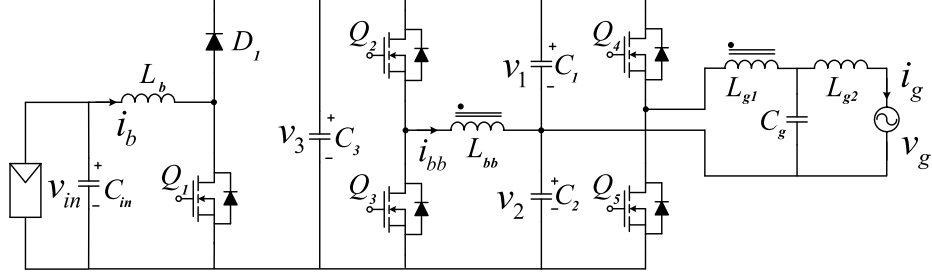 Q2
Q4
D1
Lb
v1
C1
Lg1
Lg2
ig
ib
v3
C3
ibb
Lbb
Cg
vg
vin
Cin
Q1
Q3
v2
C2
Q5